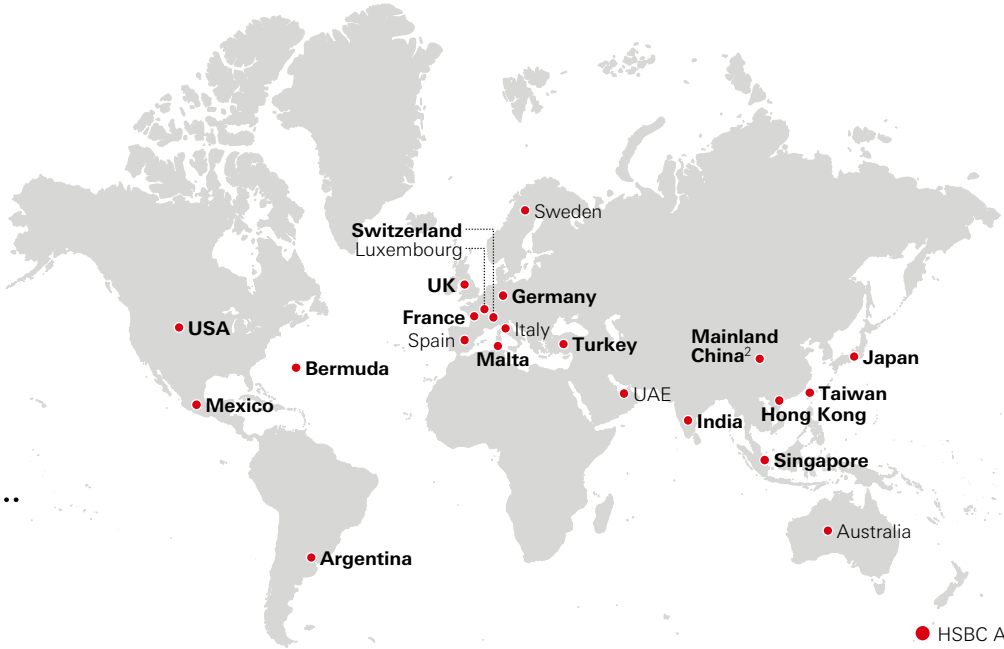 Sweden
Switzerland
Luxembourg
UK
Germany
France
Italy
Spain
Malta
Turkey
USA
Bermuda
Mexico
Mainland
China2
Japan
UAE
Taiwan
Hong Kong
India
Singapore
..
Australia
Argentina
HSBC A